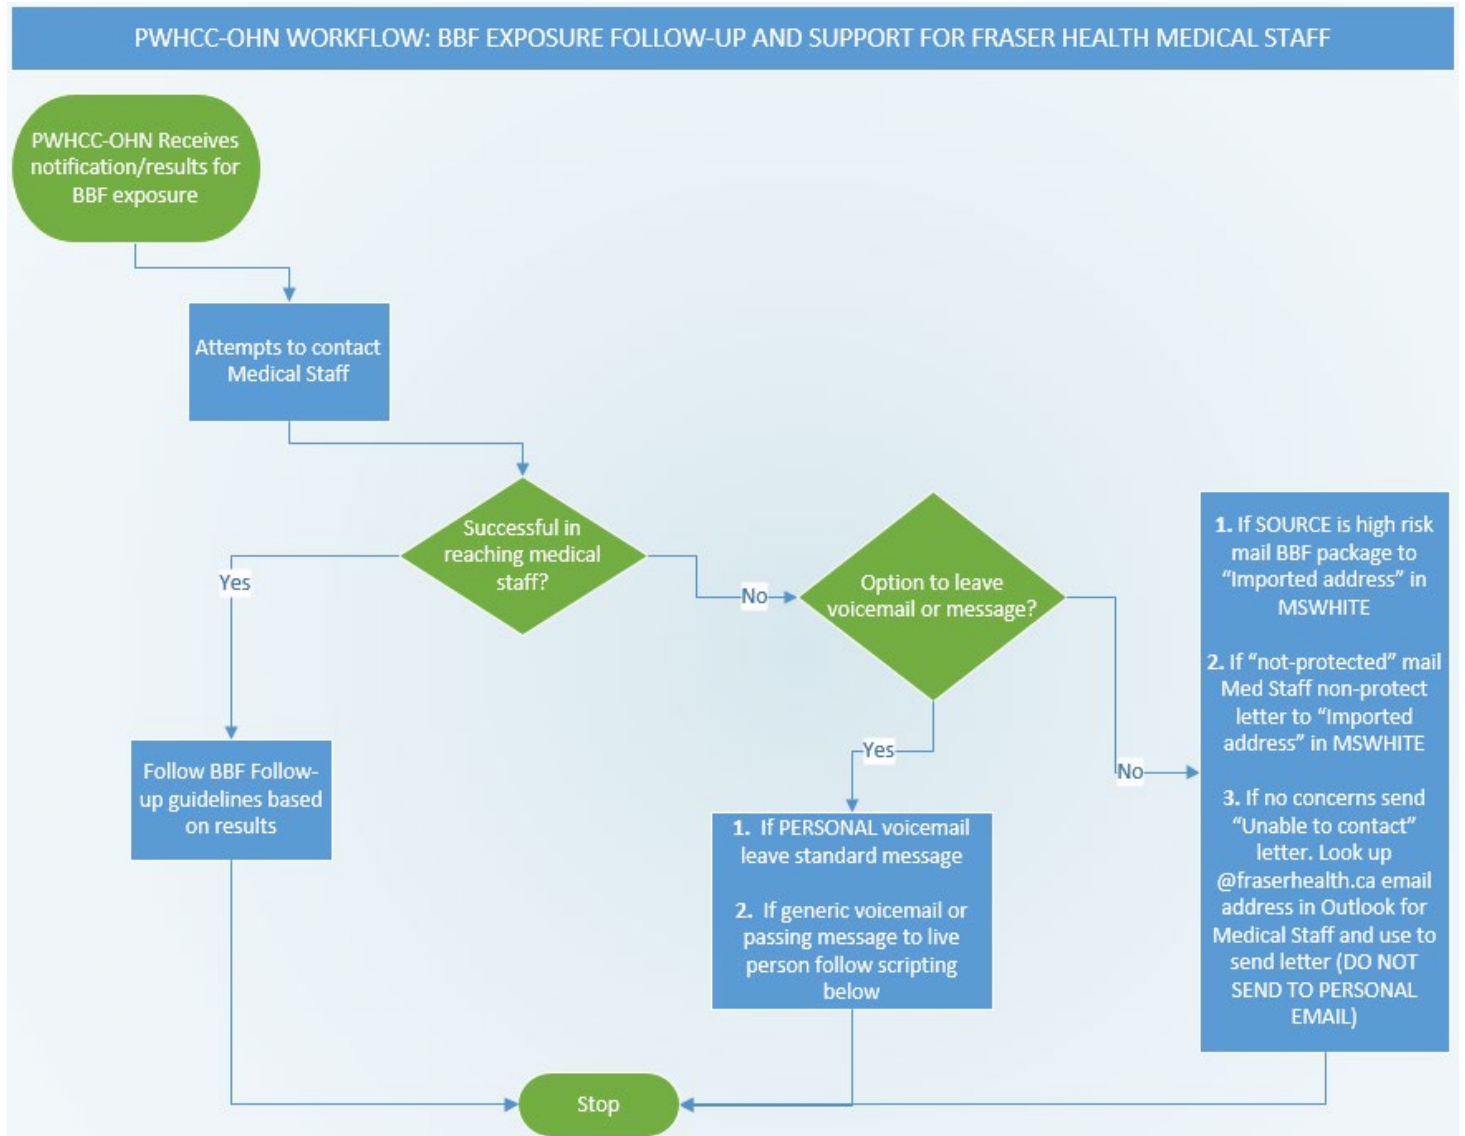 PWHCC-OHN WORKFLOW: BBF EXPOSURE FOLLOW-UP AND SUPPORT FOR FRASER HEALTH MEDICAL STAFF
PWHCC-OHN Receives
notification/results for
BBF exposure
Attempts to contact
Medical Staff
Successful in
reaching medical
staff?
Yes
No
Follow BBF Follow-
up guidelines based
on results
Option to leave
voicemail or message?
Yes
No
1. If PERSONAL voicemail
leave standard message
2. If generic voicemail or
passing message to live
person follow scripting
below
1. If SOURCE is high risk
mail BBF package to
“Imported address” in
MSWHITE
2. If “not-protected” mail
Med Staff non-protect
letter to “Imported
address” in MSWHITE
3. If no concerns send
“Unable to contact”
letter. Look up
@fraserhealth.ca email
address in Outlook for
Medical Staff and use to
send letter (DO NOT
SEND TO PERSONAL
EMAIL)
Stop